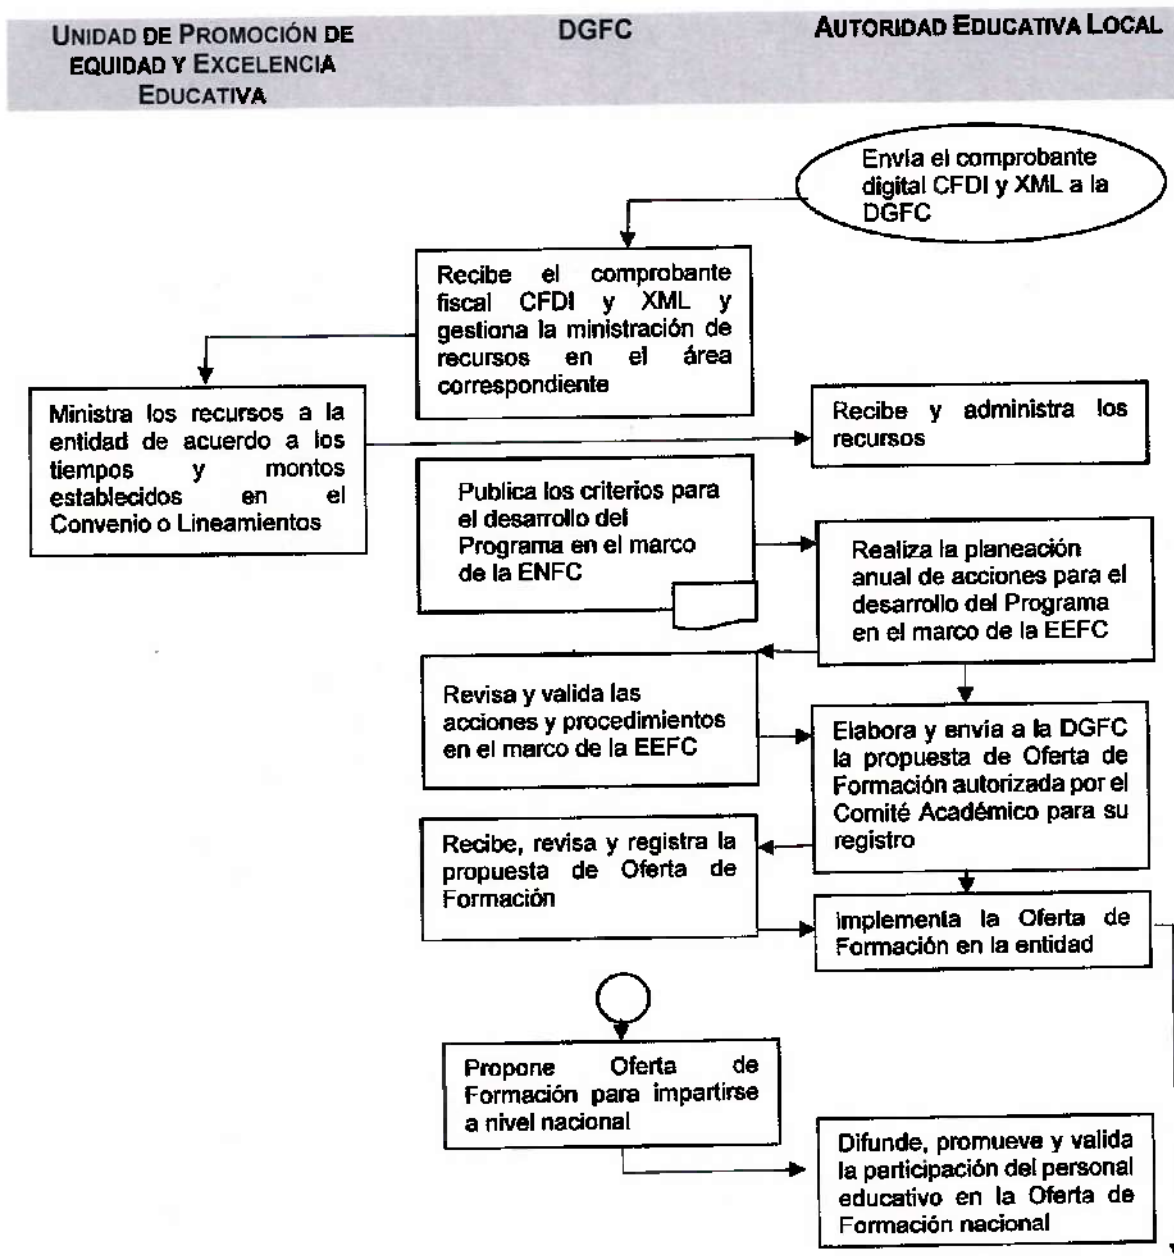 UNIDAD DE PROMOCIÓN DE
EQUIDAD Y EXCELENCIA
EDUCATIVA
DGFC
AUTORIDAD EDUCATIVA LOCAL
Envía el comprobante
digital CFDI y XML a la
DGFC
Recibe el comprobante
fiscal CFDI y XML y
gestiona la ministración de
recursos en el área
correspondiente
Ministra los recursos a la
entidad de acuerdo a los
tiempos y montos
establecidos en el
Convenio o Lineamientos
Recibe y administra los
recursos
Publica los criterios para
el desarrollo del
Programa en el marco
de la ENFC
Realiza la planeación
anual de acciones para el
desarrollo del Programa
en el marco de la EEFC
Revisa y valida las
acciones y procedimientos
en el marco de la EEFC
Elabora y envía a la DGFC
la propuesta de Oferta de
Formación autorizada por el
Comité Académico para su
registro
Recibe, revisa y registra la
propuesta de Oferta de
Formación
Implementa la Oferta de
Formación en la entidad
Propone Oferta de
Formación para impartirse
a nivel nacional
Difunde, promueve y valida
la participación del personal
educativo en la Oferta de
Formación nacional